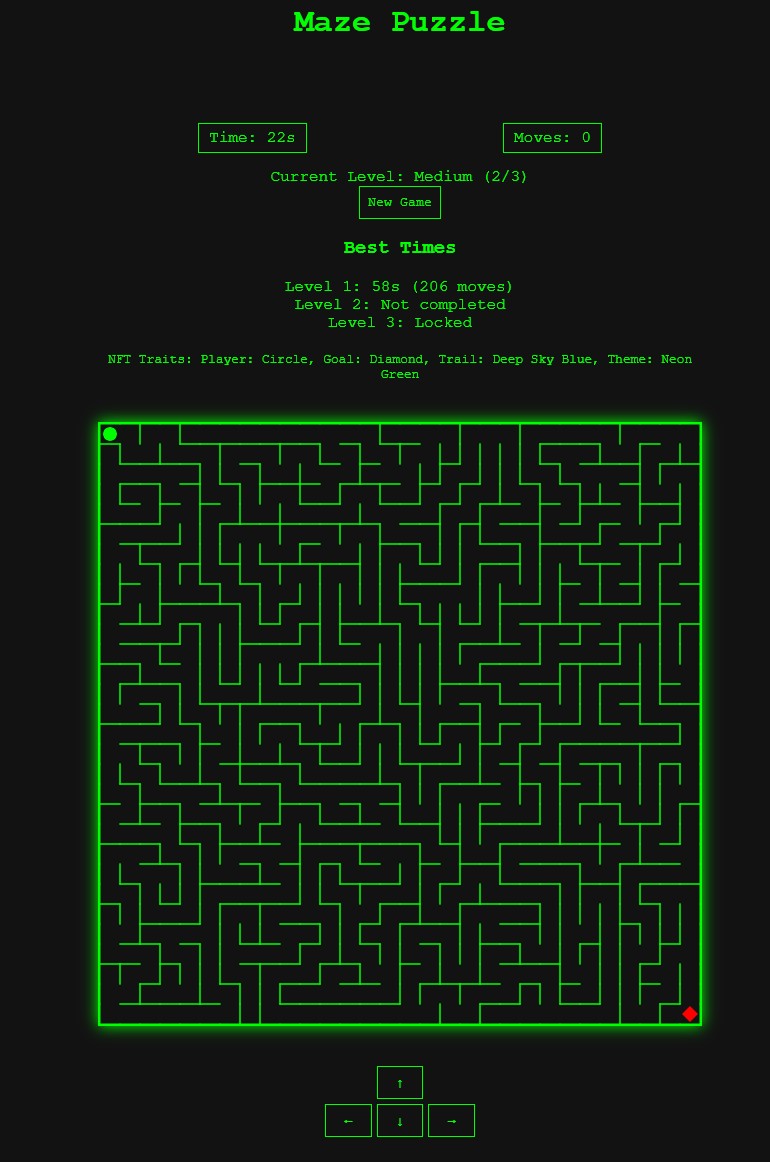 Maze Puzzle
Time: 22s
Moves: 0
Current Level: Medium (2/3)
New Game
Best Times
Level 1: 58s (206 moves)
Level 2: Not completed
Level 3: Locked
NFT Traits: Player: Circle, Goal: Diamond, Trail: Deep Sky Blue, Theme: Neon
Green
↑
← ↓ →